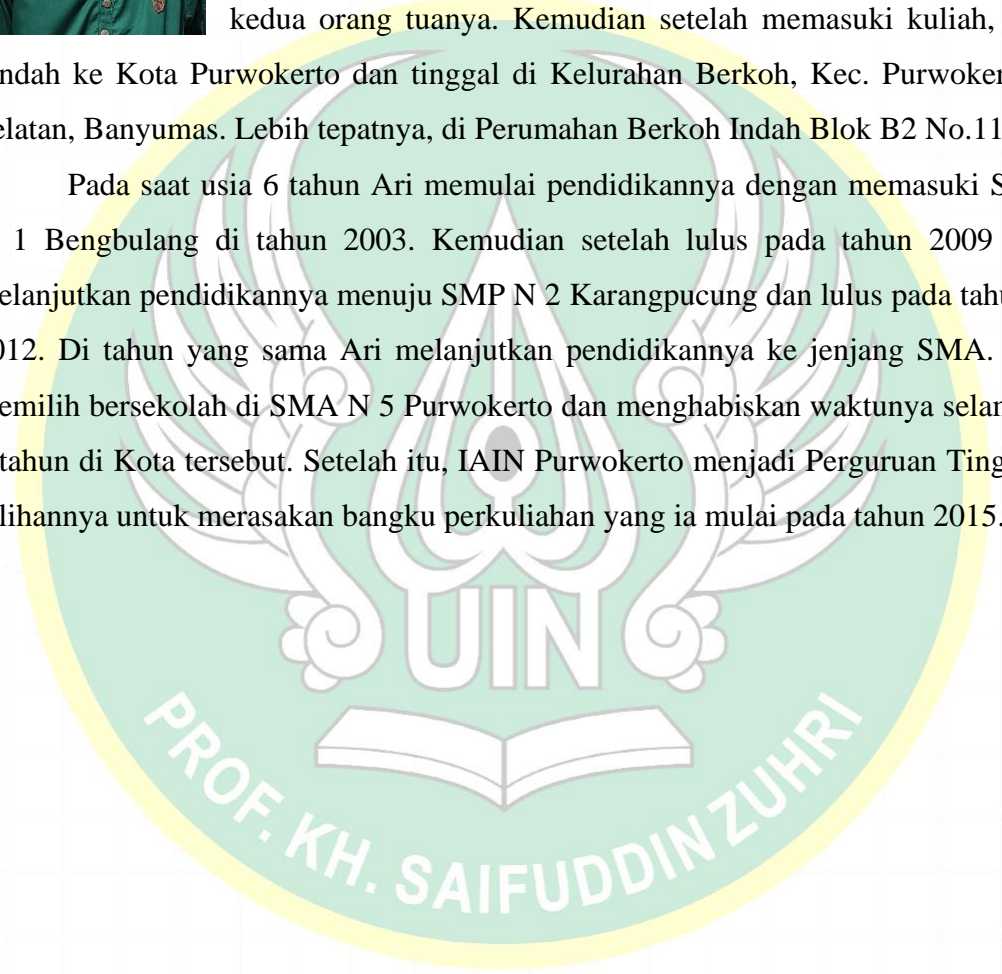 kedua orang tuanya. Kemudian setelah memasuki kuliah,
ndah ke Kota Purwokerto dan tinggal di Kelurahan Berkoh, Kec. Purwoker
elatan, Banyumas. Lebih tepatnya, di Perumahan Berkoh Indah Blok B2 No.11
Pada saat usia 6 tahun Ari memulai pendidikannya dengan memasuki S
1 Bengbulang di tahun 2003. Kemudian setelah lulus pada tahun 2009
elanjutkan pendidikannya menuju SMP N 2 Karangpucung dan lulus pada tahu
012. Di tahun yang sama Ari melanjutkan pendidikannya ke jenjang SMA.
emilih bersekolah di SMA N 5 Purwokerto dan menghabiskan waktunya selam
tahun di Kota tersebut. Setelah itu, IAIN Purwokerto menjadi Perguruan Ting
lihannya untuk merasakan bangku perkuliahan yang ia mulai pada tahun 2015.
UIN
PROF. KH. SAIFUDDIN ZUHRI